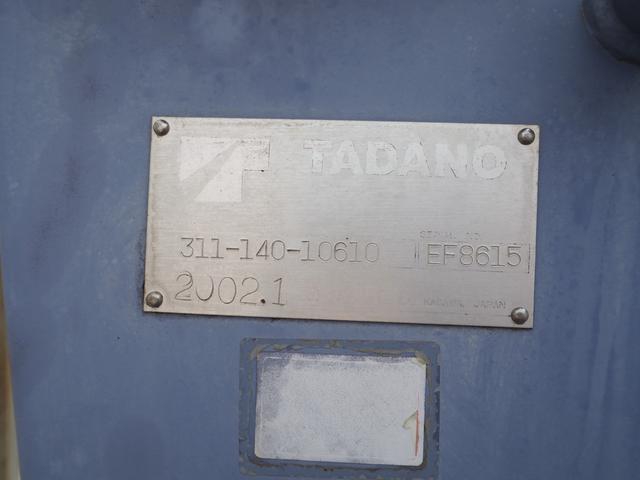 TADANO
SERIAL NO
311-140-10610 EF8615
2002.1
KAGAWA, JAPAN